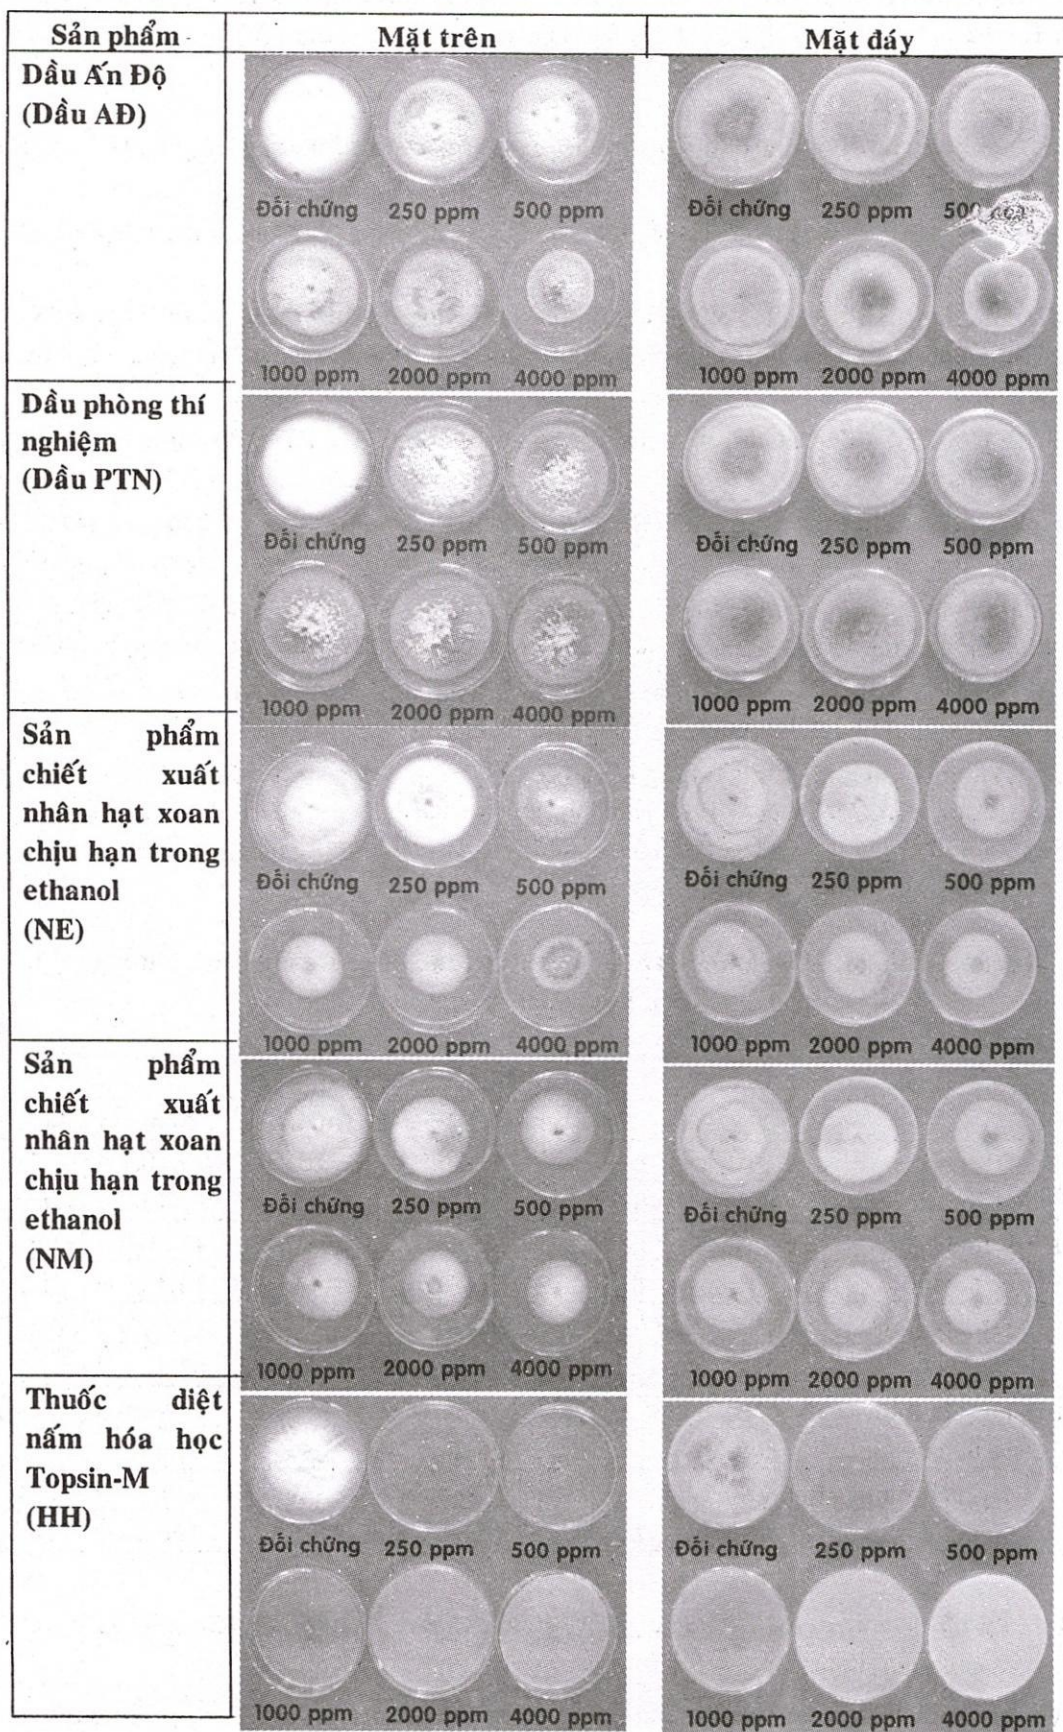 Sản phẩm
Mặt trên
Mặt đáy
Dầu Ấn Độ
(Dầu AĐ)
Đối chứng 250 ppm 500 ppm
1000 ppm 2000 ppm 4000 ppm
Đối chứng 250 ppm 500
1000 ppm 2000 ppm 4000 ppm
Dầu phòng thí
nghiệm
(Dầu PTN)
Đối chứng 250 ppm 500 ppm
1000 ppm 2000 ppm 4000 ppm
Đối chứng 250 ppm 500 ppm
1000 ppm 2000 ppm 4000 ppm
Sản phẩm
chiết xuất
nhân hạt xoan
chịu hạn trong
ethanol
(NE)
Đối chứng 250 ppm 500 ppm
1000 ppm 2000 ppm 4000 ppm
Đối chứng 250 ppm 500 ppm
1000 ppm 2000 ppm 4000 ppm
Sản phẩm
chiết xuất
nhân hạt xoan
chịu hạn trong
ethanol
(NM)
Đối chứng 250 ppm 500 ppm
1000 ppm 2000 ppm 4000 ppm
Đối chứng 250 ppm 500 ppm
1000 ppm 2000 ppm 4000 ppm
Thuốc diệt
nấm hóa học
Topsin-M
(HH)
Đối chứng 250 ppm 500 ppm
1000 ppm 2000 ppm 4000 ppm
Đối chứng 250 ppm 500 ppm
1000 ppm 2000 ppm 4000 ppm